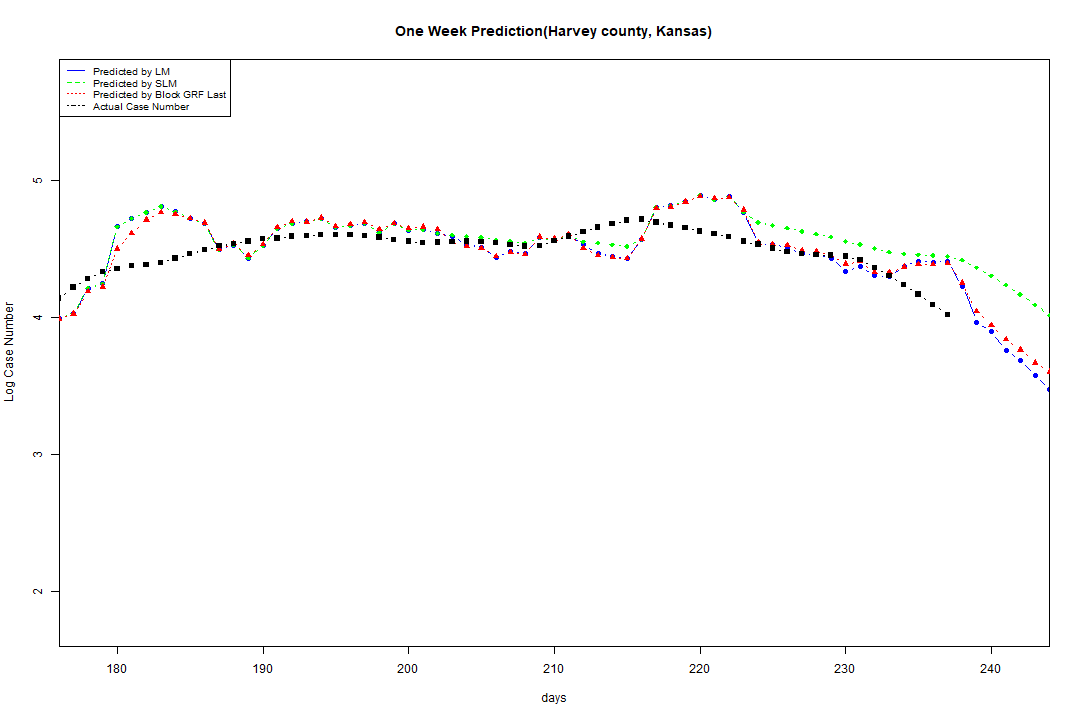 One Week Prediction(Harvey county, Kansas)
Predicted by LM
Predicted by SLM
Predicted by Block GRF Last
Actual Case Number
5
4
3
2
Log Case Number
180 190 200 210 220 230 240
days